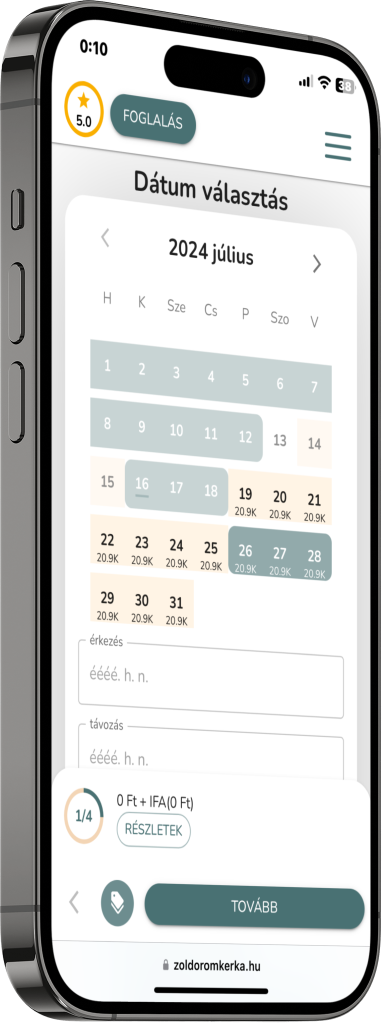 0:10
38
5.0
FOGLALÁS
Dátum választás
2024 július
H K Sze Cs P Szo V
1 2 3 4 5 6 7
8 9 10 11 12 13 14
15 16 17 18 19 20 21
20.9K 20.9K 20.9K
22 23 24 25 26 27 28
20.9K 20.9K 20.9K 20.9K 20.9K 20.9K 20.9K
29 30 31
20.9K 20.9K 20.9K
érkezés
éééé. h. n.
távozás
éééé. h. n.
1/4
0 Ft + IFA(0 Ft)
RÉSZLETEK
TOVÁBB
zoldoromkerka.hu